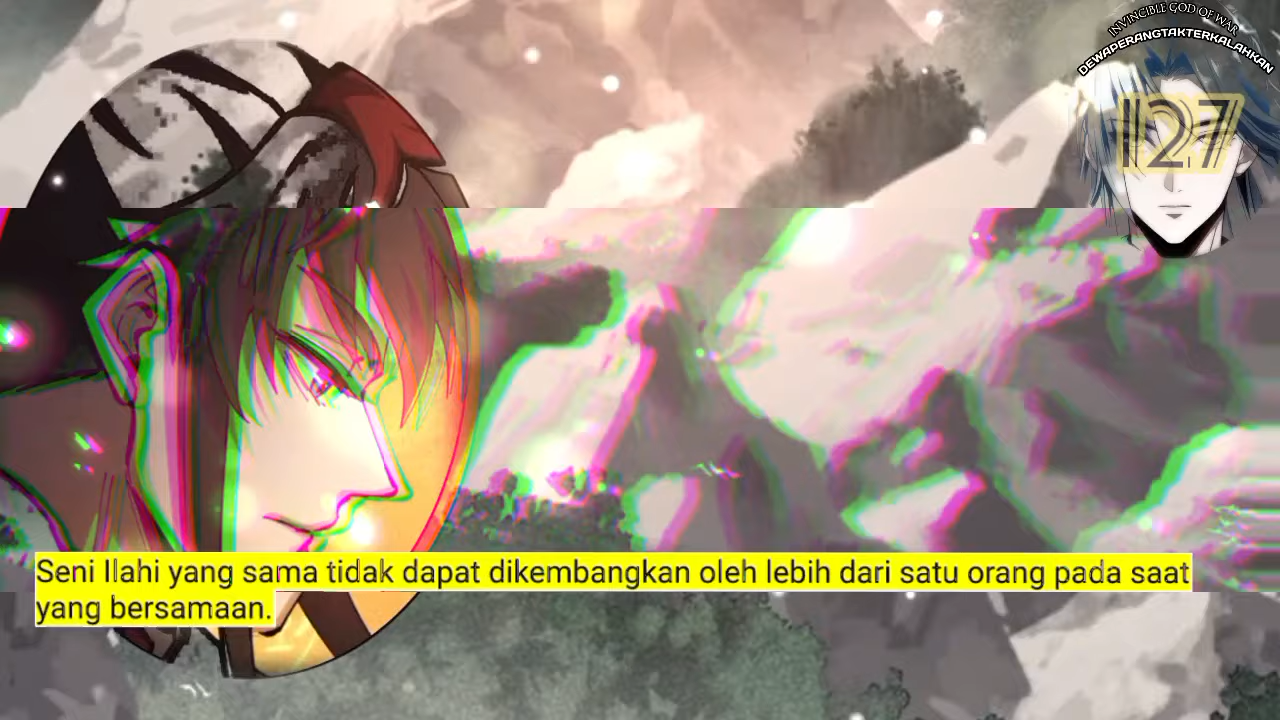 INVINCIBLE GOD OF WAR
DEWAPERANGTAKTERKALAHKAN
127
Seni Ilahi yang sama tidak dapat dikembangkan oleh lebih dari satu orang pada saat
yang bersamaan.